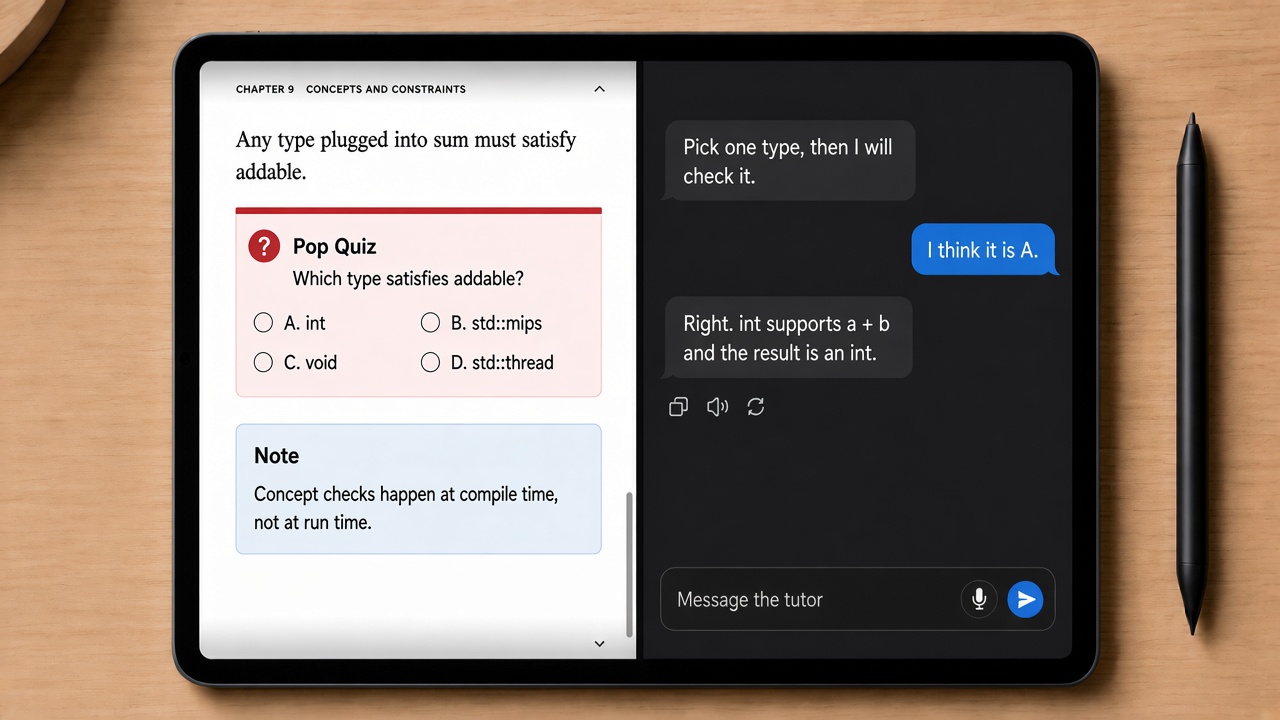 CHAPTER 9 CONCEPTS AND CONSTRAINTS
Any type plugged into sum must satisfy
addable.
?
Pop Quiz
Which type satisfies addable?
A. int
B. std::mips
C. void
D. std::thread
Note
Concept checks happen at compile time,
not at run time.
Pick one type, then I will
check it.
I think it is A.
Right. int supports a + b
and the result is an int.
Message the tutor